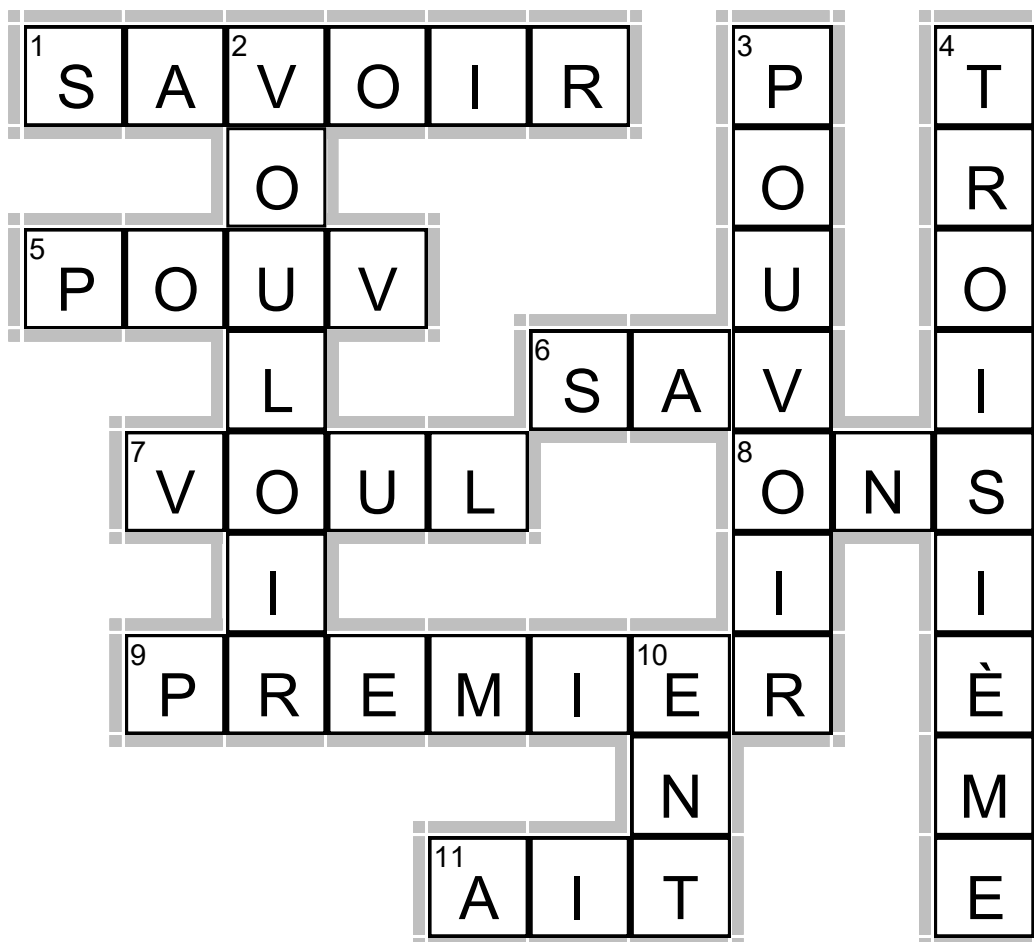 1 S A 2 V O I R 3 P 4 T
O O R
5 P O U V U O
L 6 S A V I
7 V O U L 8 O N S
I I I
9 P R E M I 10 E R È
N M
11 A I T E